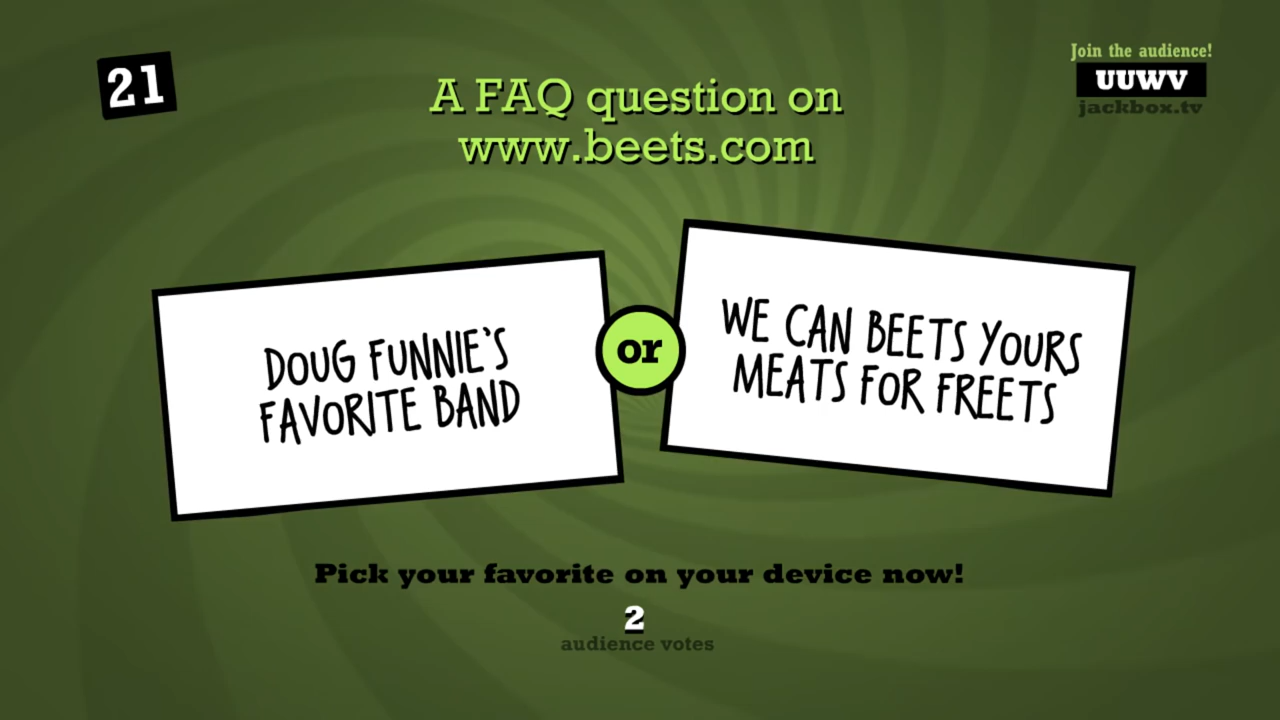 21
A FAQ question on
www.beets.com
Join the audience!
UUWV
jackbox.tv
DOUG FUNNIE'S
FAVORITE BAND
or
WE CAN BEETS YOURS
MEATS FOR FREETS
Pick your favorite on your device now!
2
audience votes